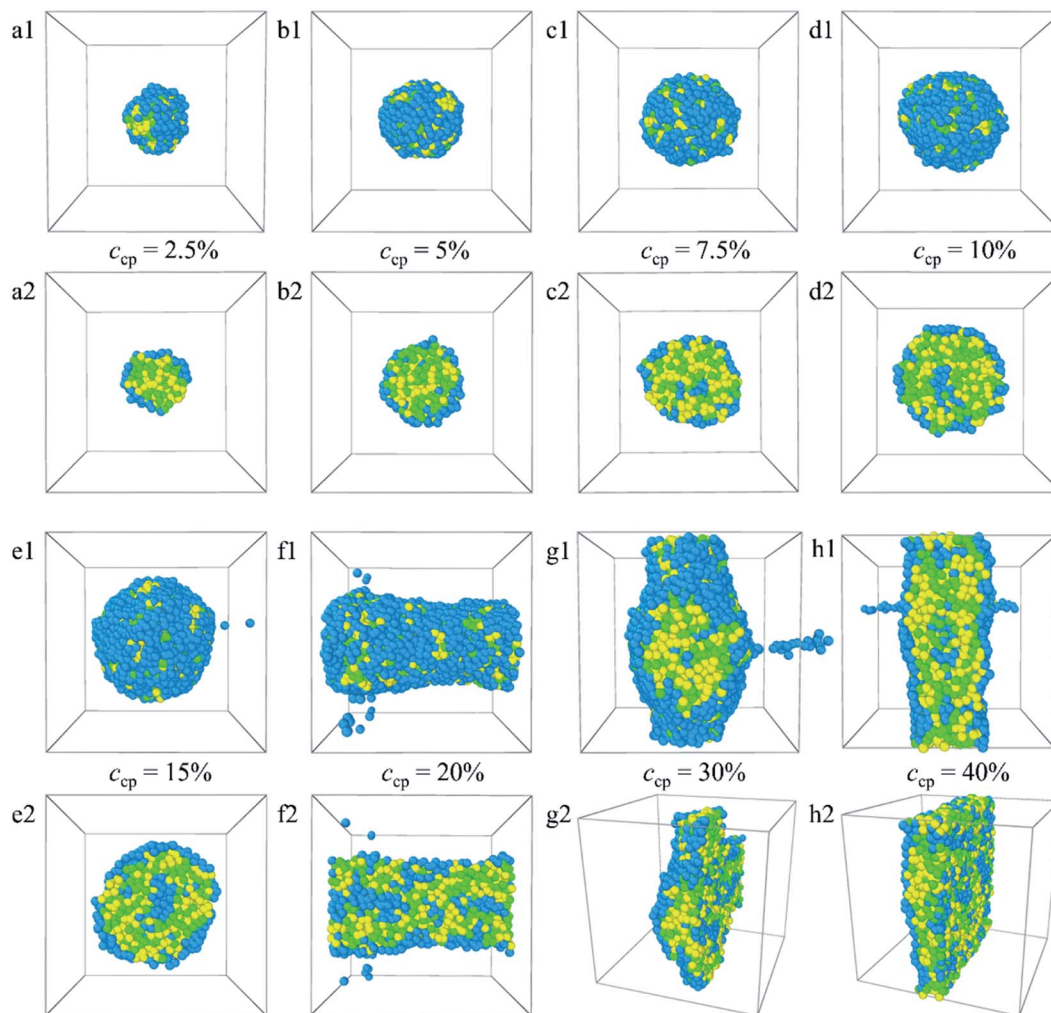 a1 b1 c1 d1
c_cp = 2.5% c_cp = 5% c_cp = 7.5% c_cp = 10%
a2 b2 c2 d2
e1 f1 g1 h1
c_cp = 15% c_cp = 20% c_cp = 30% c_cp = 40%
e2 f2 g2 h2